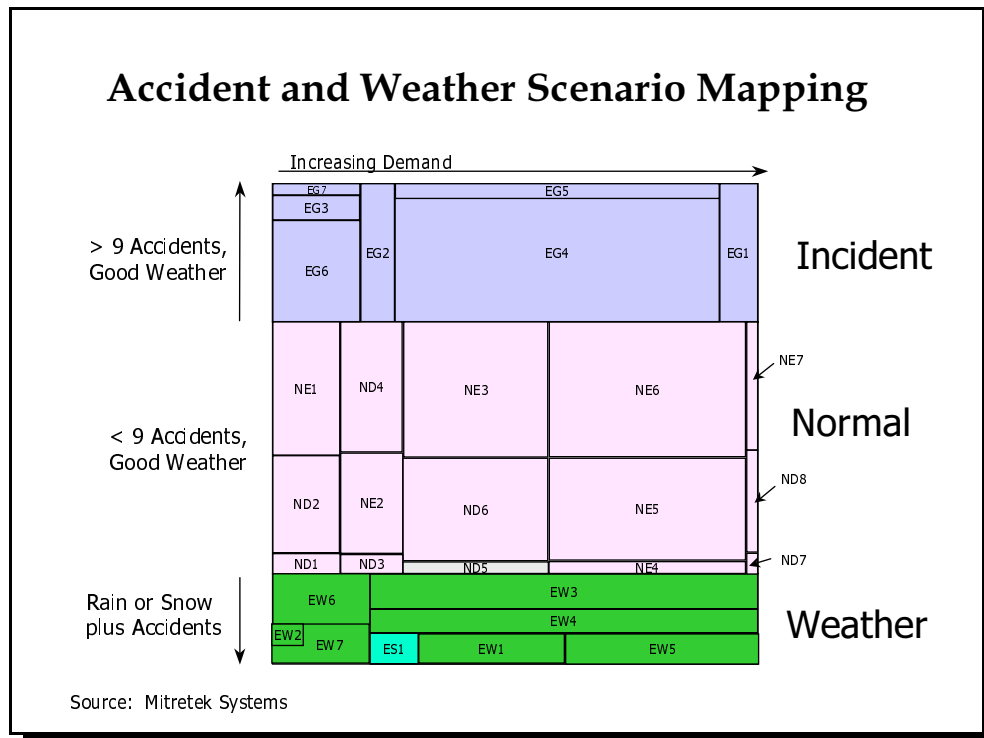 Accident and Weather Scenario Mapping
Increasing Demand
EG7
EG5
EG3
> 9 Accidents,
Good Weather
EG6
EG2
EG4
EG1
Incident
NE7
NE1
ND4
NE3
NE6
Normal
< 9 Accidents,
Good Weather
ND8
ND2
NE2
ND6
NE5
ND7
ND1
ND3
ND5
NE4
Rain or Snow
plus Accidents
EW6
EW3
EW4
Weather
EW2
EW7
ES1
EW1
EW5
Source: Mitretek Systems